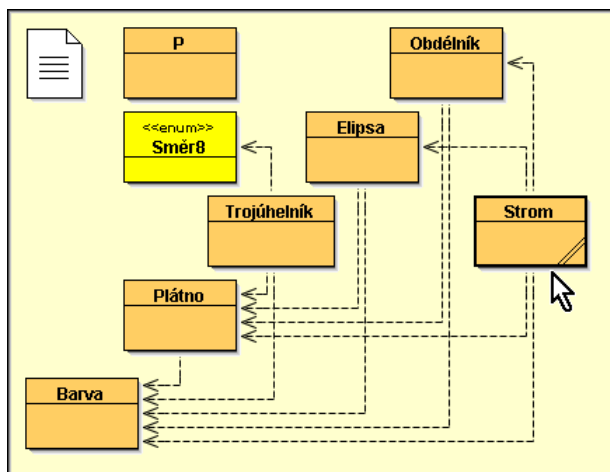 P
Obdélník
<<enum>>
Směr8
Elipsa
Trojúhelník
Strom
Plátno
Barva